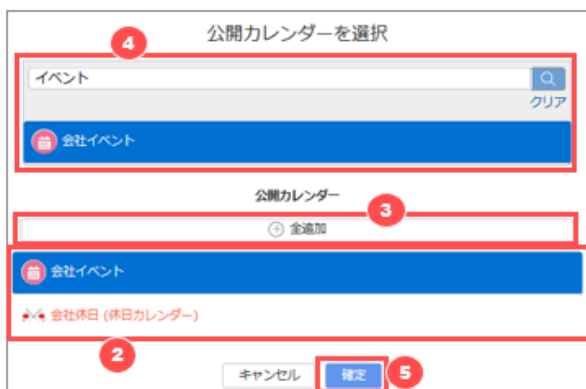 公開カレンダーを選択
4
イベント
クリア
会社イベント
公開カレンダー
3
全追加
会社イベント
会社休日 (休日カレンダー)
2
キャンセル
確定
5